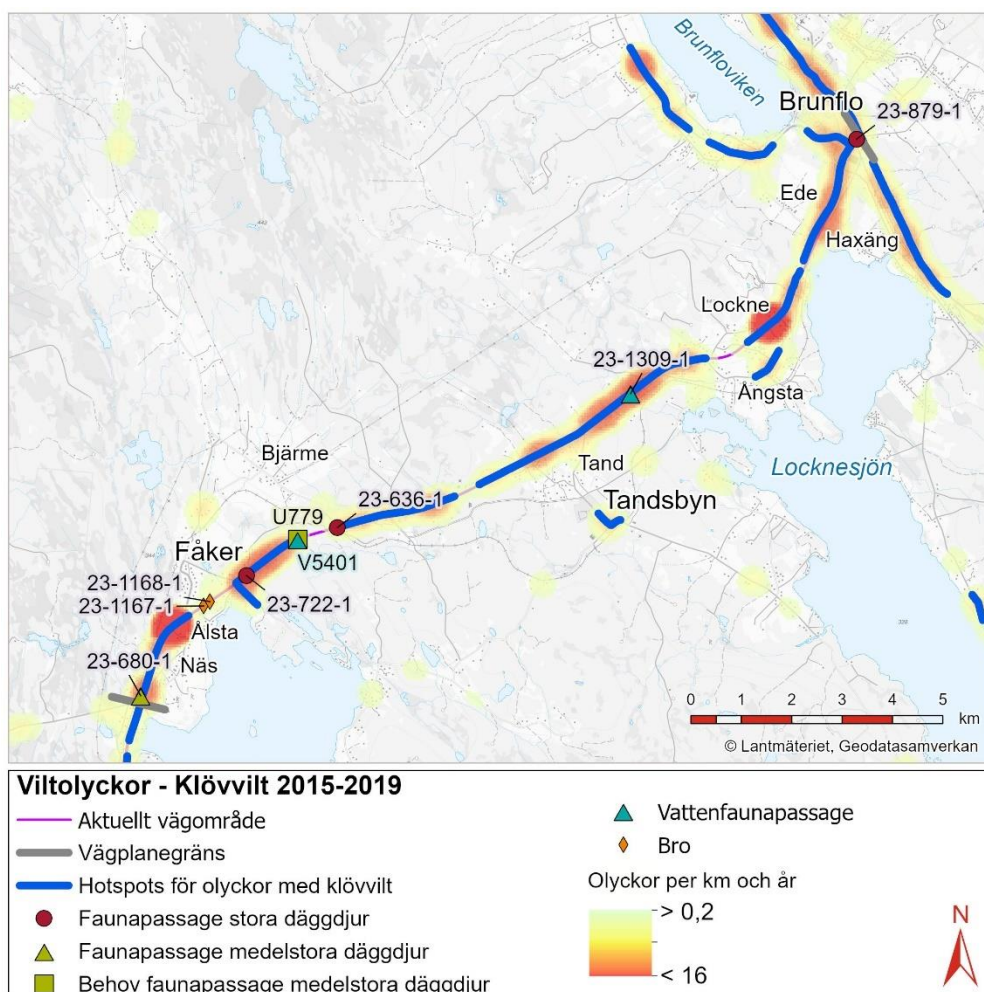 Brunfloviken
Brunflo
23-879-1
Ede
Haxäng
Lockne
23-1309-1
Ångsta
Bjärme
Tand
Locknesjön
23-636-1
Tandsbyn
U779
V5401
Fåker
23-1168-1
23-1167-1
23-722-1
Ålsta
Näs
23-680-1
0 1 2 3 4 5
km
© Lantmäteriet, Geodatasamverkan
Viltolyckor - Klövvilt 2015-2019
Aktuellt vägområde
Vägplanegräns
Hotspots för olyckor med klövvilt
Faunapassage stora däggdjur
Faunapassage medelstora däggdjur
Behov faunapassage medelstora däggdjur
Vattenfaunapassage
Bro
Olyckor per km och år
> 0,2
< 16
N